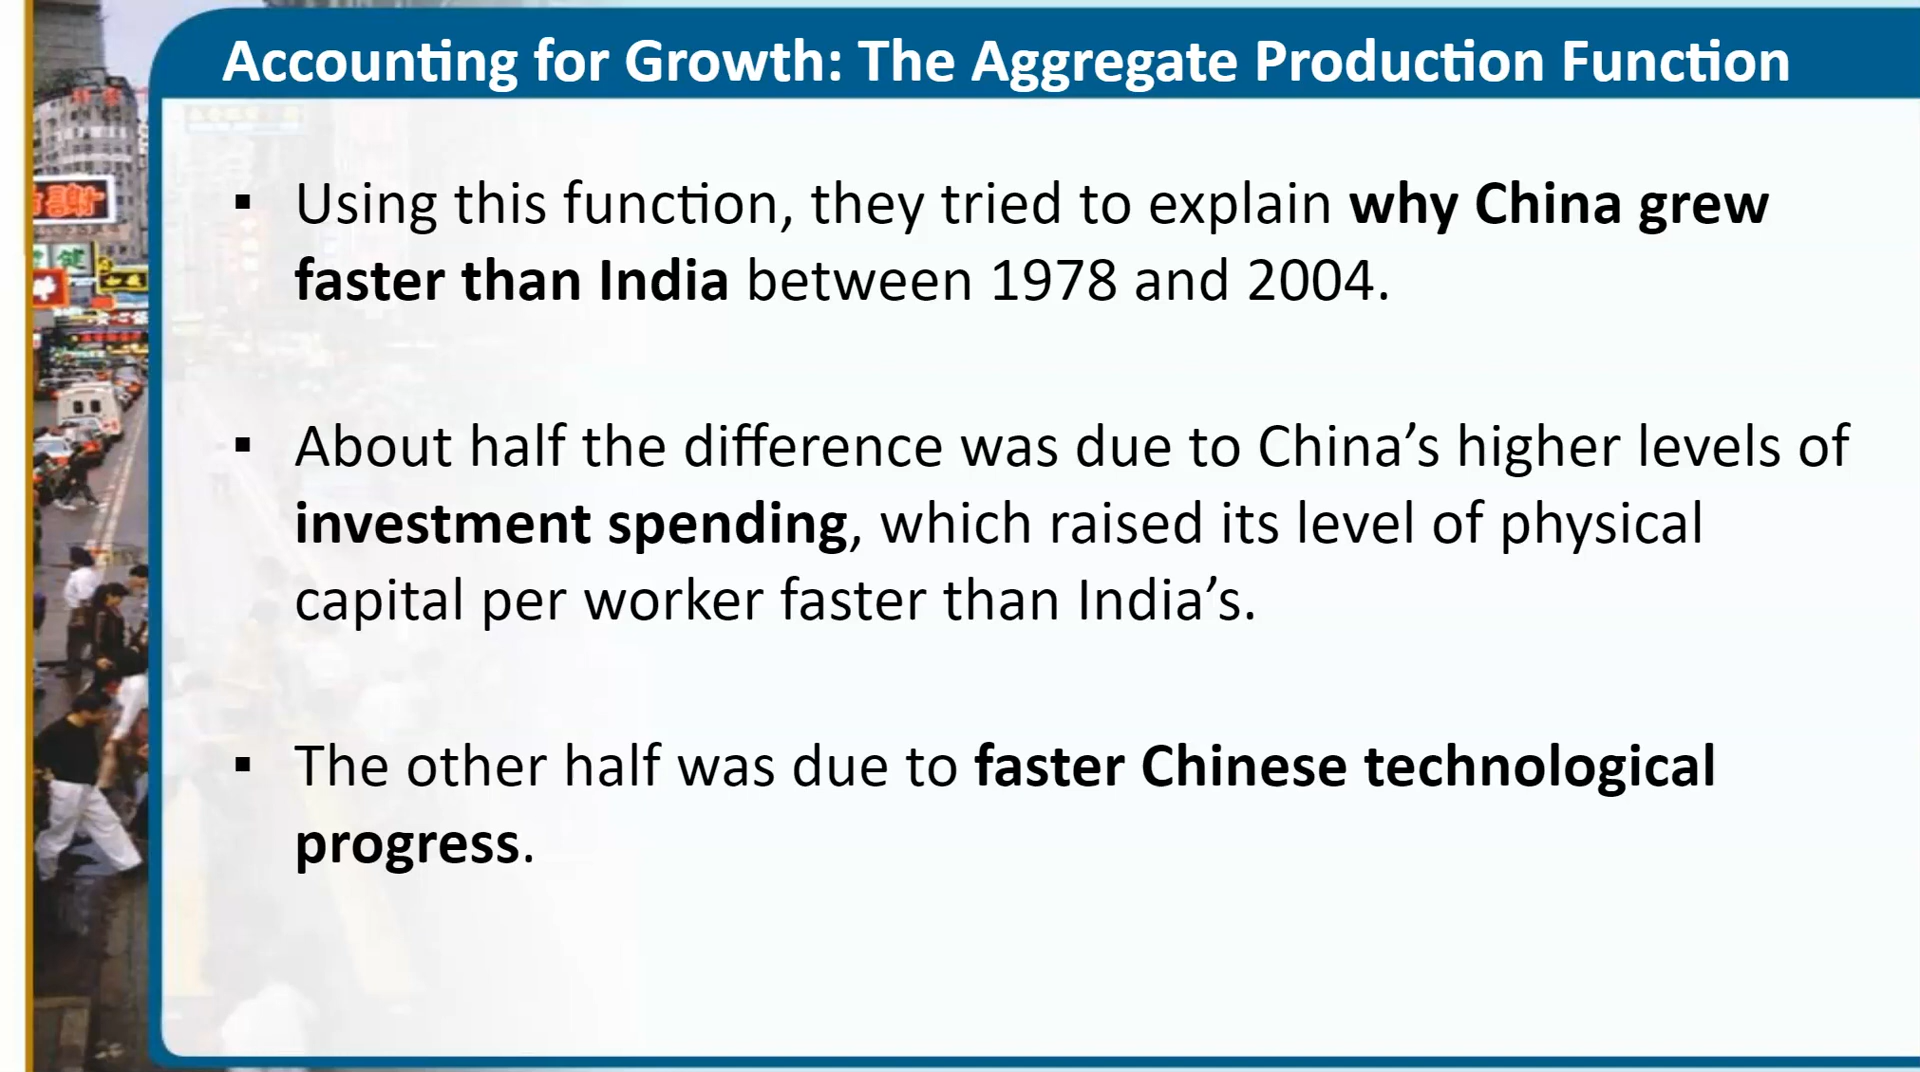 Accounting for Growth: The Aggregate Production Function
▪ Using this function, they tried to explain why China grew
faster than India between 1978 and 2004.
▪ About half the difference was due to China’s higher levels of
investment spending, which raised its level of physical
capital per worker faster than India’s.
▪ The other half was due to faster Chinese technological
progress.